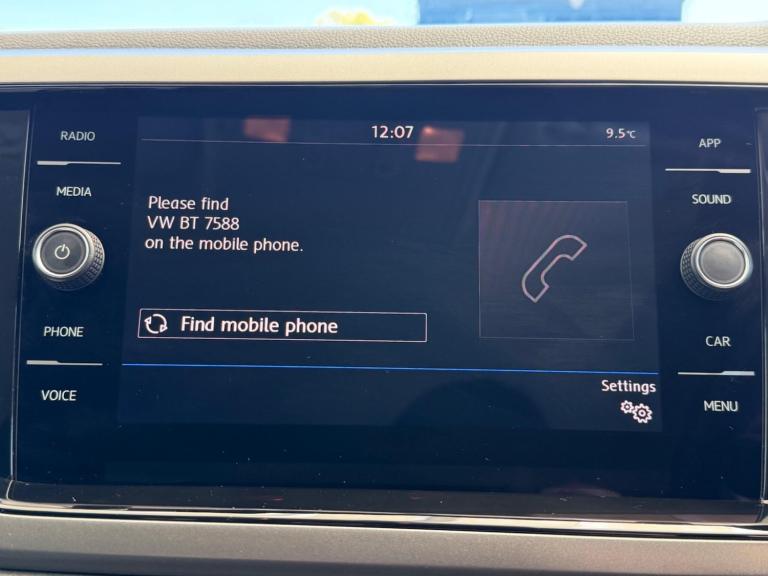 RADIO
MEDIA
PHONE
VOICE
12:07
9.5°C
Please find
VW BT 7588
on the mobile phone.
Find mobile phone
Settings
APP
SOUND
CAR
MENU